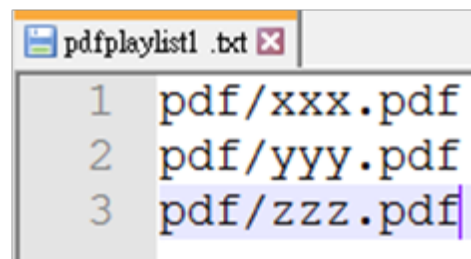 pdfplaylist1 .txt
1 pdf/xxx.pdf
2 pdf/yyy.pdf
3 pdf/zzz.pdf